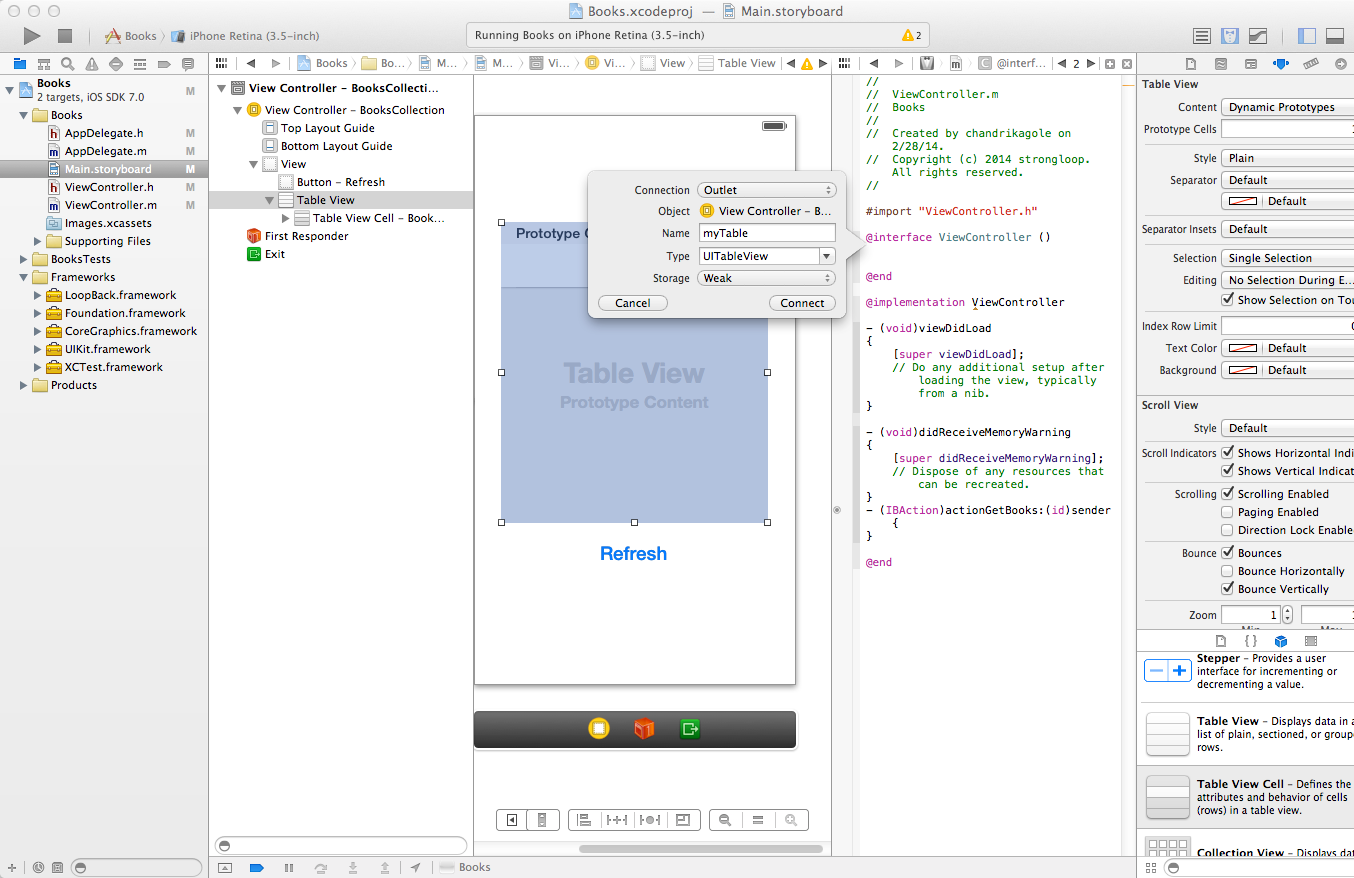 Books.xcodeproj — Main.storyboard
Books
iPhone Retina (3.5-inch)
Running Books on iPhone Retina (3.5-inch)
2
Books
Bo...
M...
M...
Vi...
Vi...
View
Table View
@interf...
2
Books
2 targets, iOS SDK 7.0
M
Books
AppDelegate.h M
AppDelegate.m M
Main.storyboard M
ViewController.h M
ViewController.m M
Images.xcassets
Supporting Files
BooksTests
Frameworks
LoopBack.framework
Foundation.framework
CoreGraphics.framework
UIKit.framework
XCTest.framework
Products
View Controller – BooksCollecti...
View Controller – BooksCollection
Top Layout Guide
Bottom Layout Guide
View
Button – Refresh
Table View
Table View Cell – Book...
First Responder
Exit
Prototype C
Table View
Prototype Content
Refresh
Connection Outlet
Object View Controller – B...
Name myTable
Type UITableView
Storage Weak
Cancel Connect
//
// ViewController.m
// Books
//
// Created by chandrikagole on
2/28/14.
// Copyright (c) 2014 strongloop.
All rights reserved.
//
#import "ViewController.h"
@interface ViewController ()
@end
@implementation ViewController
- (void)viewDidLoad
{
[super viewDidLoad];
// Do any additional setup after
loading the view, typically
from a nib.
}
- (void)didReceiveMemoryWarning
{
[super didReceiveMemoryWarning];
// Dispose of any resources that
can be recreated.
}
- (IBAction)actionGetBooks:(id)sender
{
}
@end
Table View
Content Dynamic Prototypes
Prototype Cells
Style Plain
Separator Default
Default
Separator Insets Default
Selection Single Selection
Editing No Selection During E...
Show Selection on Tou
Index Row Limit
Text Color Default
Background Default
Scroll View
Style Default
Scroll Indicators Shows Horizontal Indi
Shows Vertical Indicat
Scrolling Scrolling Enabled
Paging Enabled
Direction Lock Enable
Bounce Bounces
Bounce Horizontally
Bounce Vertically
Zoom 1
Stepper – Provides a user
interface for incrementing or
decrementing a value.
Table View – Displays data in a
list of plain, sectioned, or groupe
rows.
Table View Cell – Defines the
attributes and behavior of cells
(rows) in a table view.
Collection View – Displays dat
Books